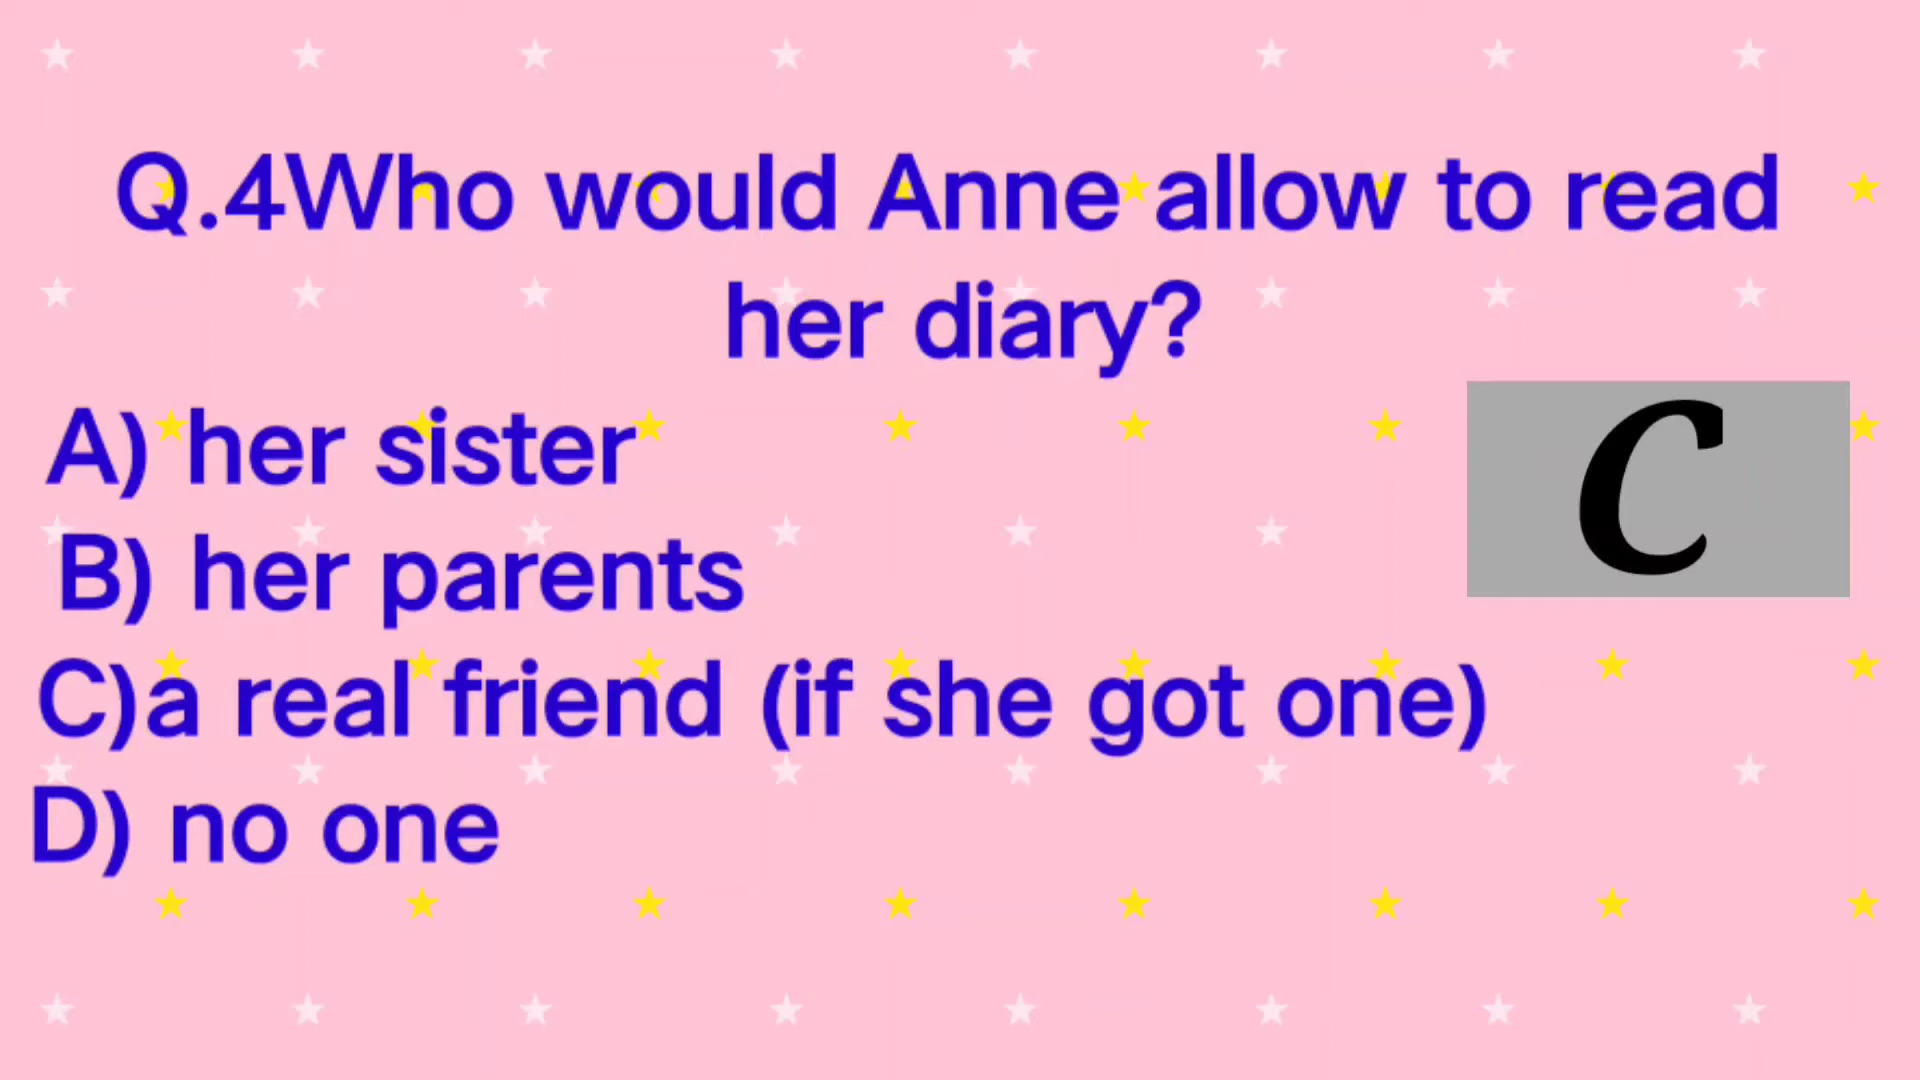 Q.4Who would Anne allow to read
her diary?
A) her sister
B) her parents
C)a real friend (if she got one)
D) no one
C